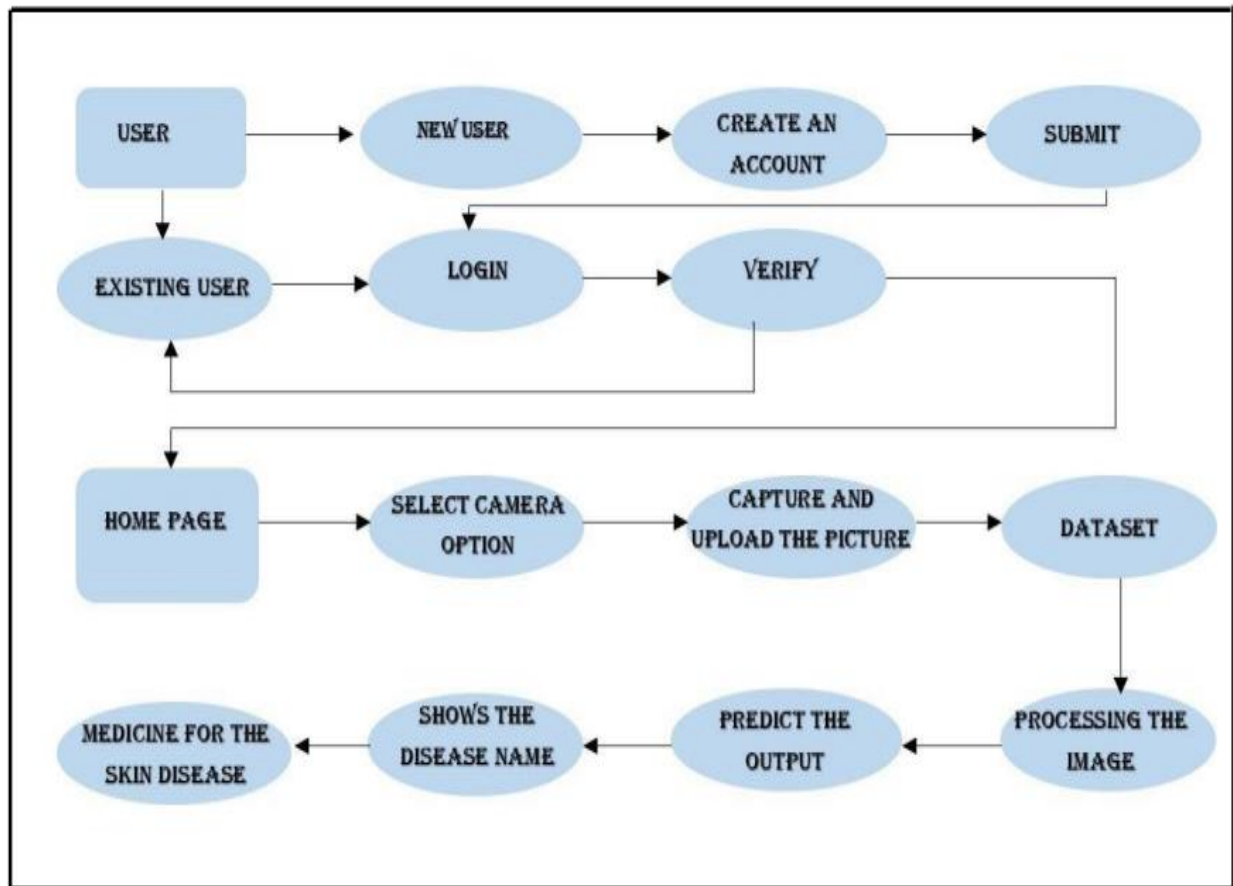 USER
NEW USER
CREATE AN
ACCOUNT
SUBMIT
EXISTING USER
LOGIN
VERIFY
HOME PAGE
SELECT CAMERA
OPTION
CAPTURE AND
UPLOAD THE PICTURE
DATASET
MEDICINE FOR THE
SKIN DISEASE
SHOWS THE
DISEASE NAME
PREDICT THE
OUTPUT
PROCESSING THE
IMAGE